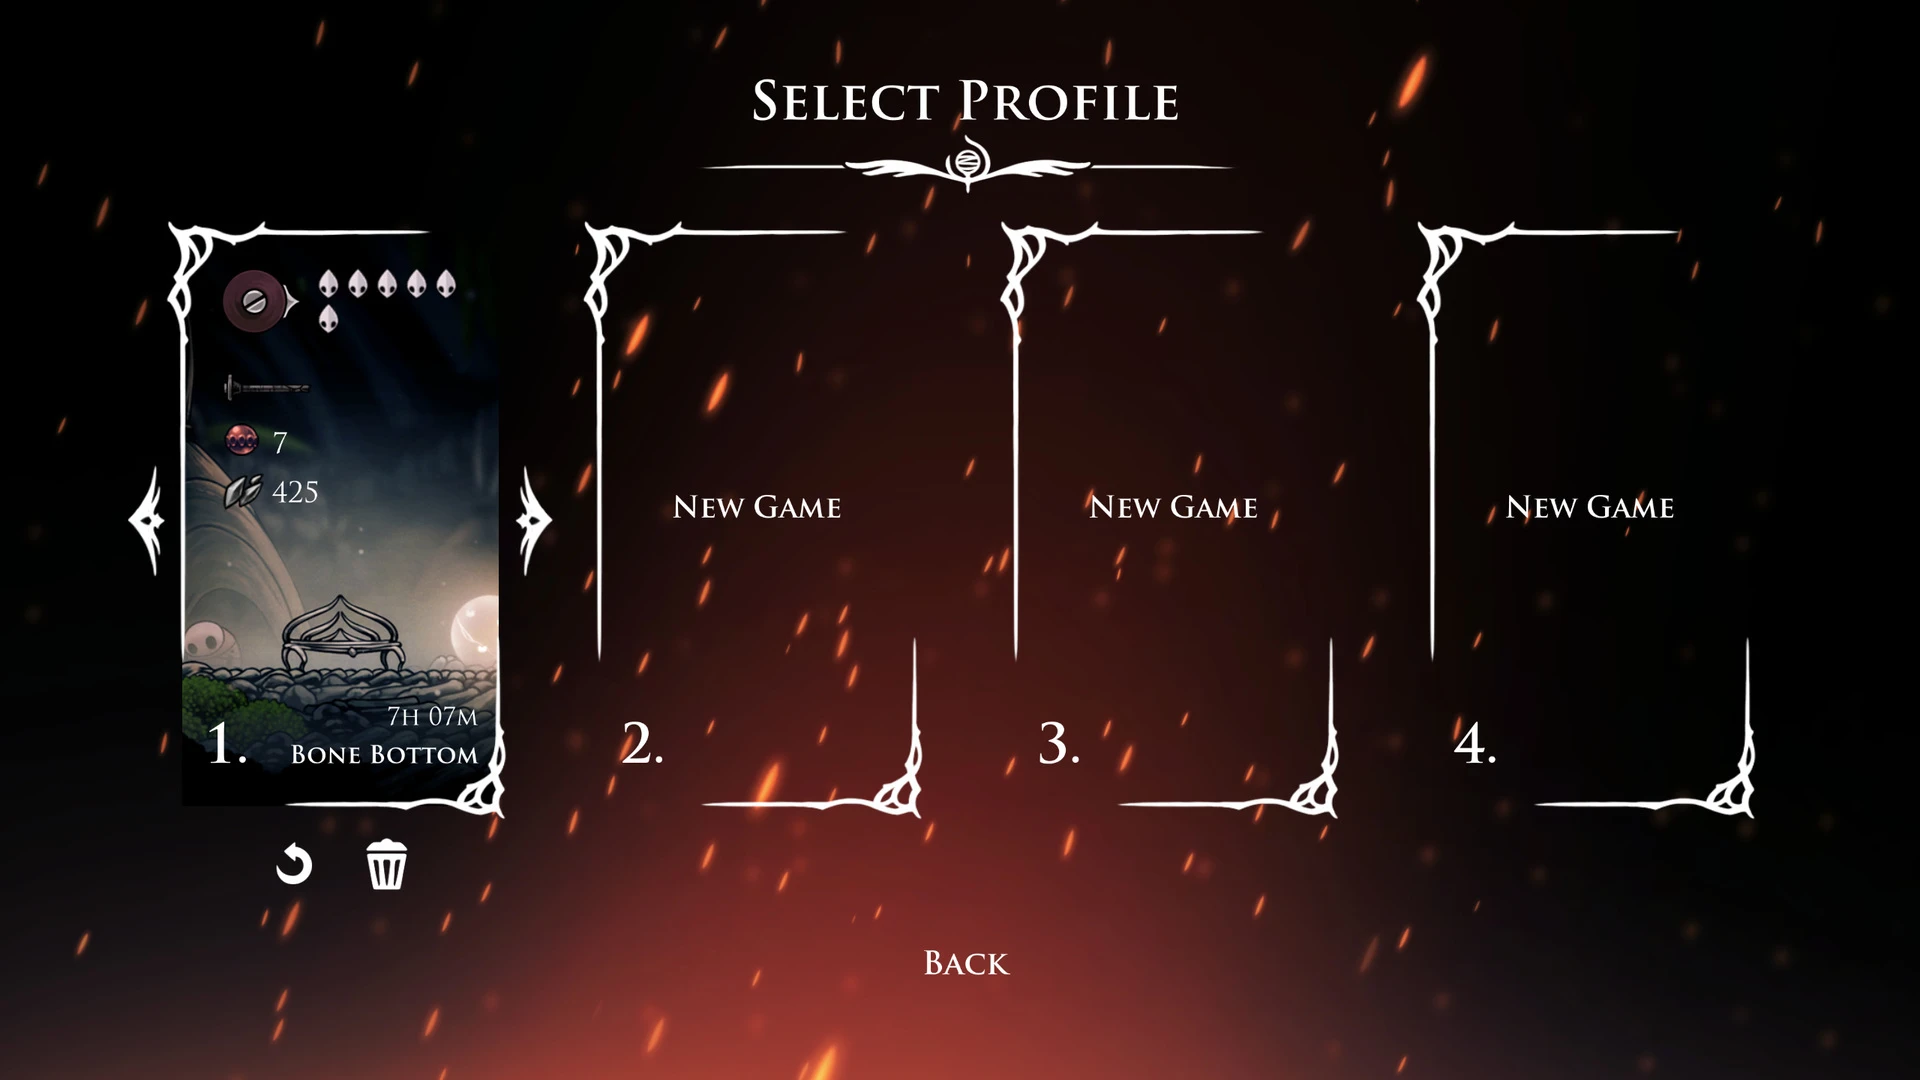 Select Profile
7
425
7h 07m
1. Bone Bottom
New Game
2.
New Game
3.
New Game
4.
Back